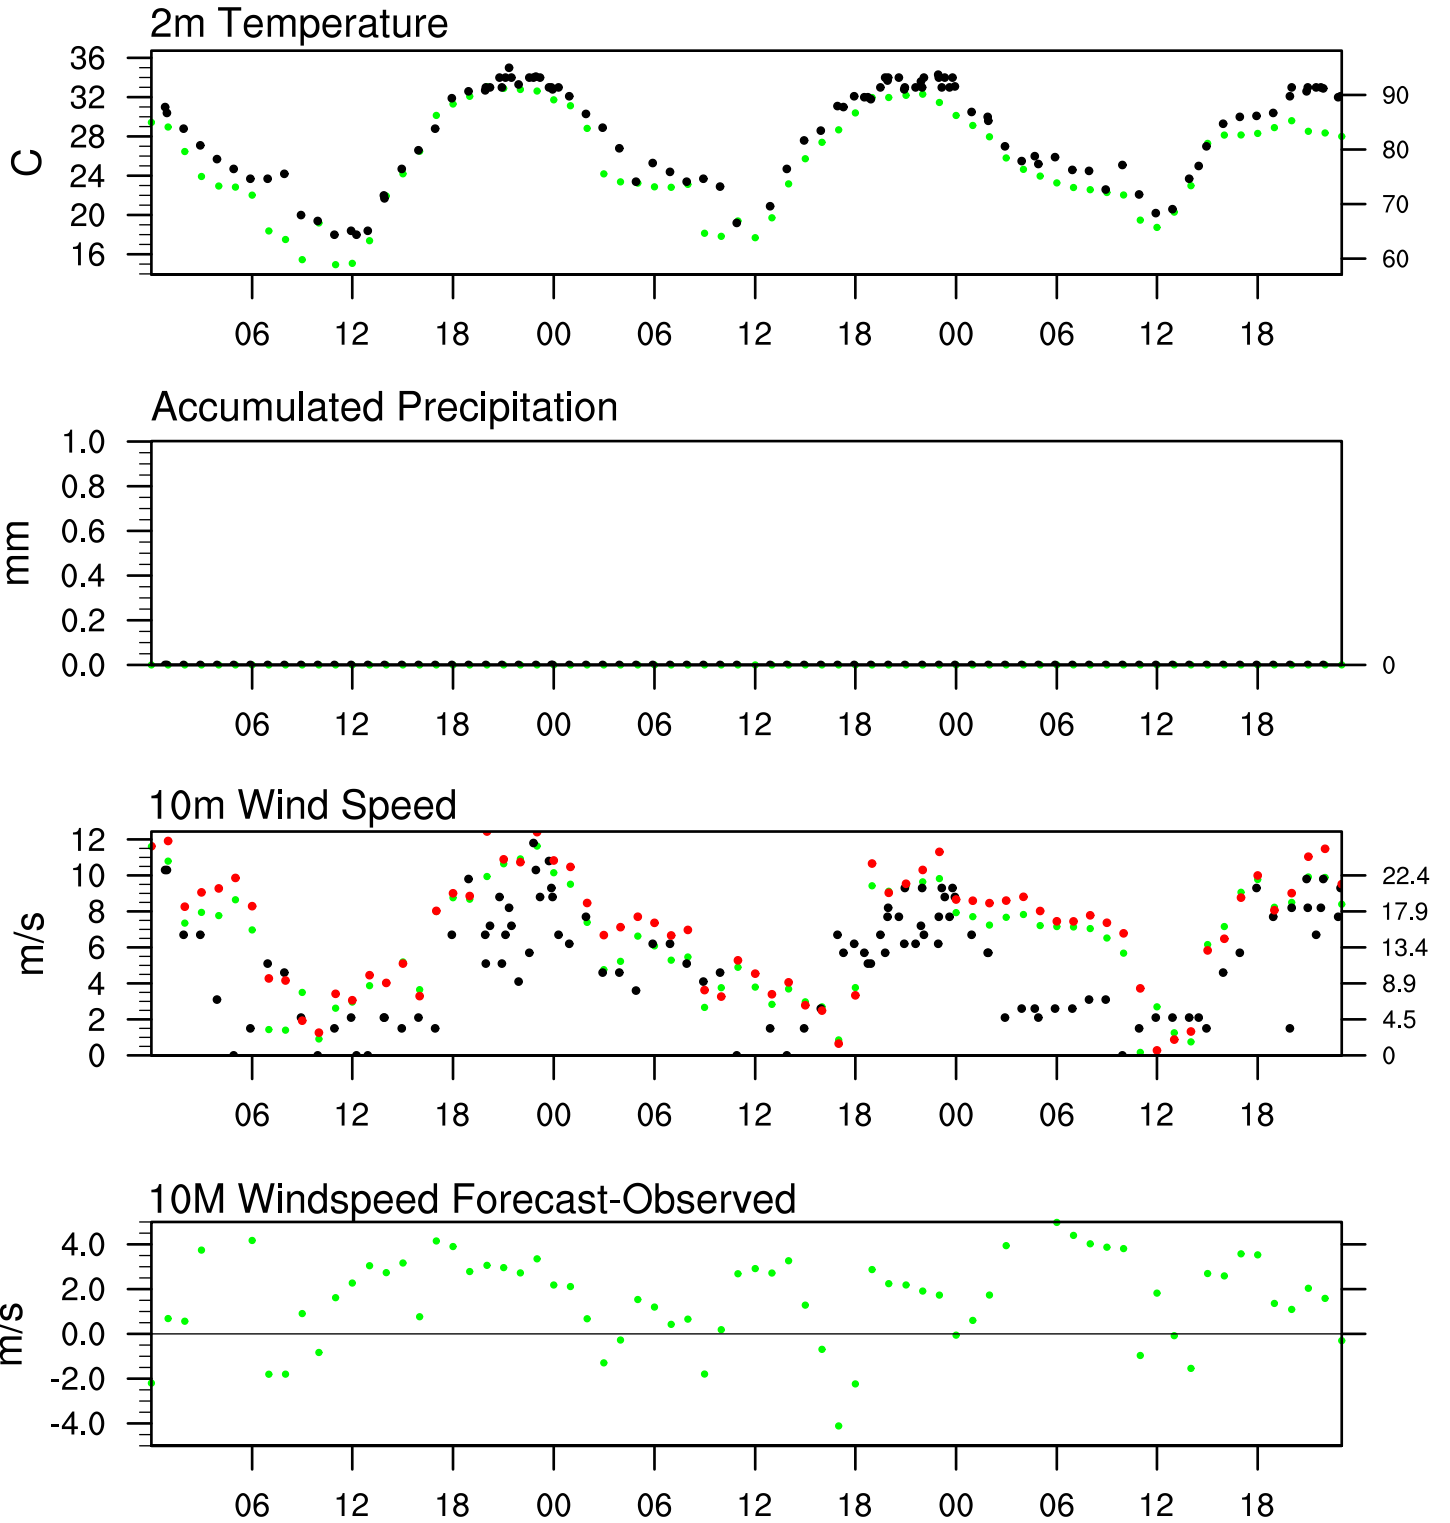 2m Temperature
36
32
28
24
20
16
C
90
80
70
60
06 12 18 00 06 12 18 00 06 12 18
Accumulated Precipitation
1.0
0.8
0.6
0.4
0.2
0.0
mm
0
06 12 18 00 06 12 18 00 06 12 18
10m Wind Speed
12
10
8
6
4
2
0
m/s
22.4
17.9
13.4
8.9
4.5
0
06 12 18 00 06 12 18 00 06 12 18
10M Windspeed Forecast-Observed
4.0
2.0
0.0
-2.0
-4.0
m/s
06 12 18 00 06 12 18 00 06 12 18